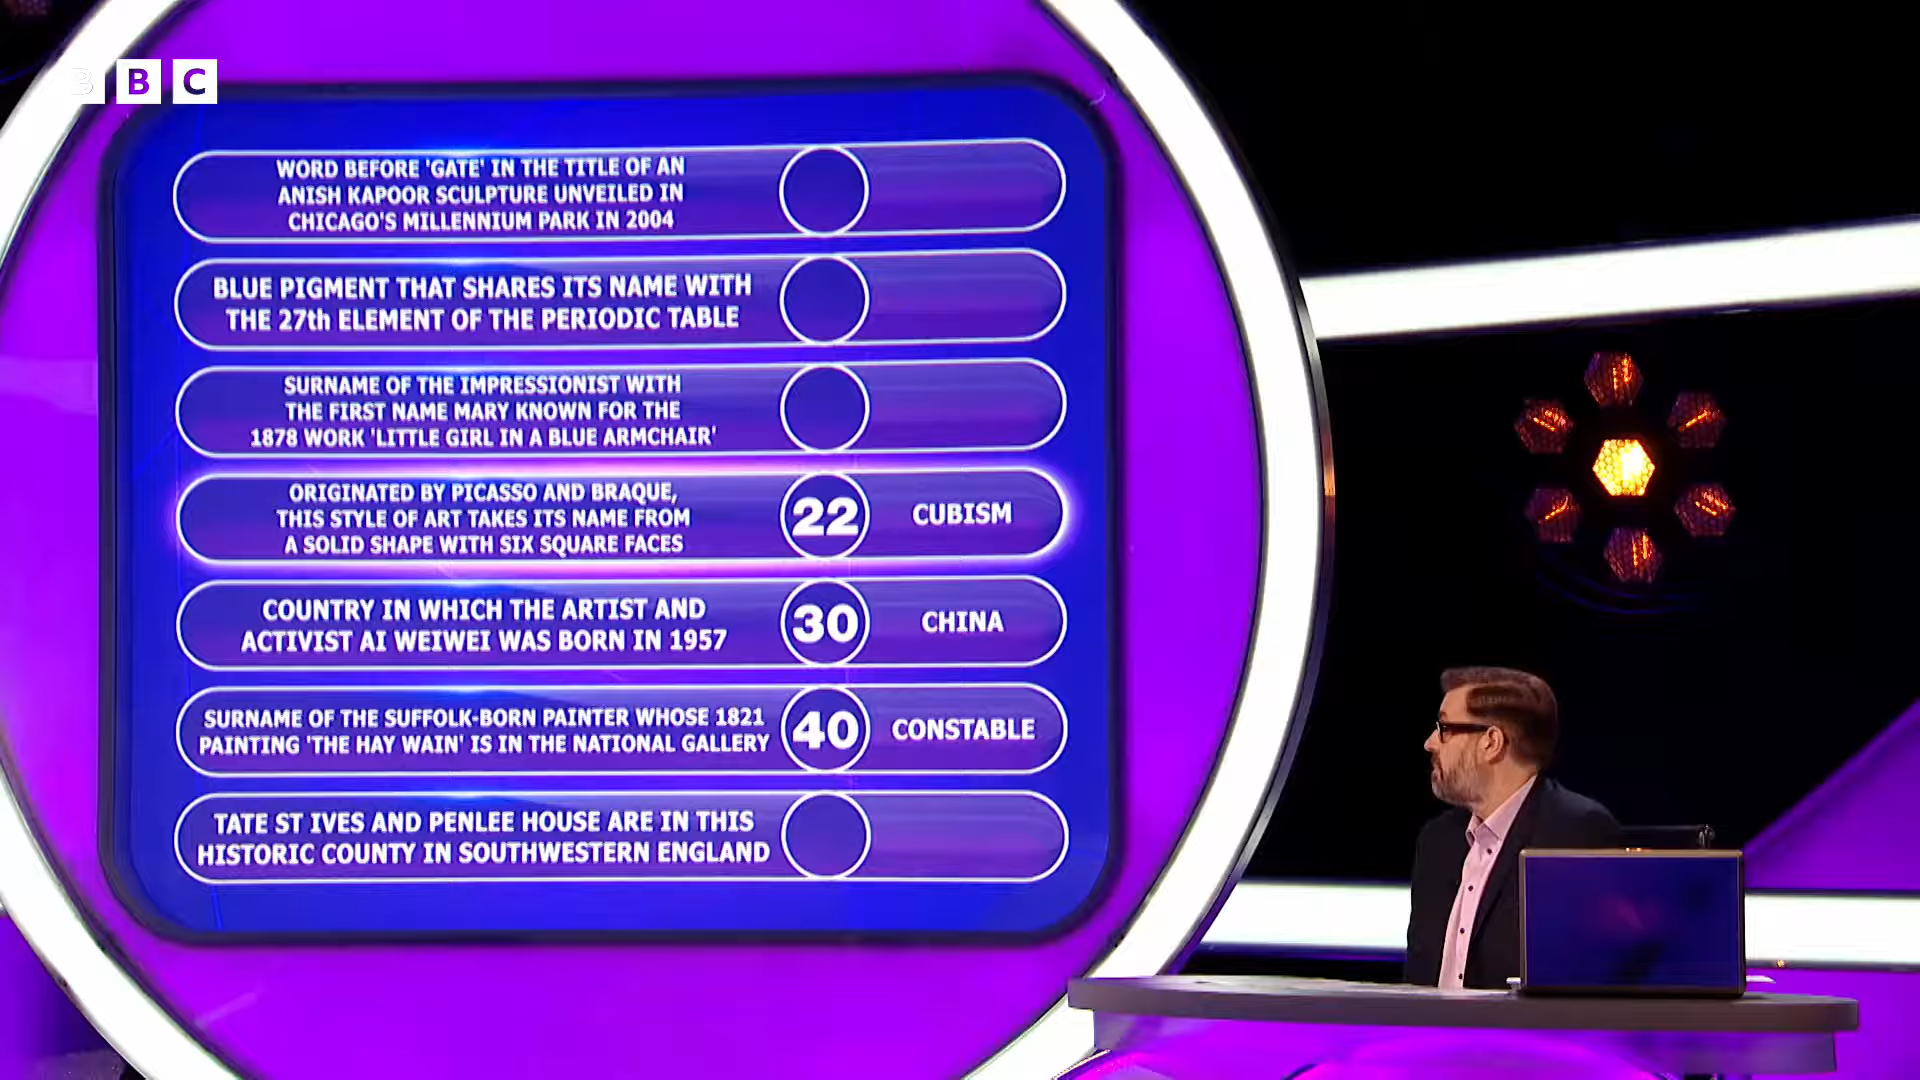 BBC
WORD BEFORE 'GATE' IN THE TITLE OF AN
ANISH KAPOOR SCULPTURE UNVEILED IN
CHICAGO'S MILLENNIUM PARK IN 2004
BLUE PIGMENT THAT SHARES ITS NAME WITH
THE 27th ELEMENT OF THE PERIODIC TABLE
SURNAME OF THE IMPRESSIONIST WITH
THE FIRST NAME MARY KNOWN FOR THE
1878 WORK 'LITTLE GIRL IN A BLUE ARMCHAIR'
ORIGINATED BY PICASSO AND BRAQUE,
THIS STYLE OF ART TAKES ITS NAME FROM
A SOLID SHAPE WITH SIX SQUARE FACES
22 CUBISM
COUNTRY IN WHICH THE ARTIST AND
ACTIVIST AI WEIWEI WAS BORN IN 1957
30 CHINA
SURNAME OF THE SUFFOLK-BORN PAINTER WHOSE 1821
PAINTING 'THE HAY WAIN' IS IN THE NATIONAL GALLERY
40 CONSTABLE
TATE ST IVES AND PENLEE HOUSE ARE IN THIS
HISTORIC COUNTY IN SOUTHWESTERN ENGLAND